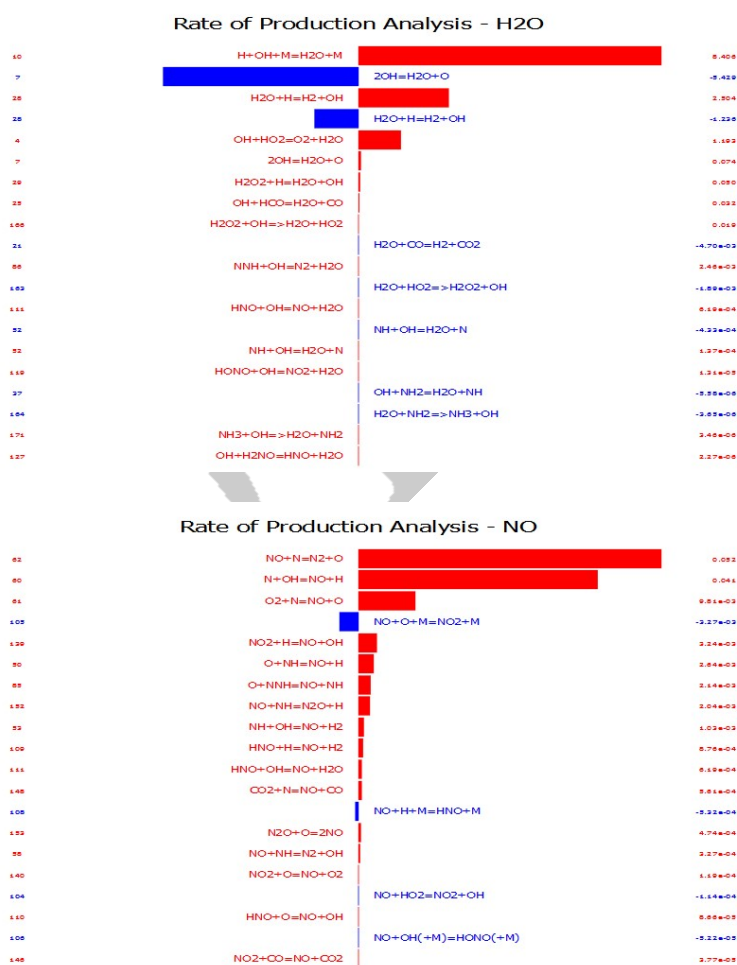 Rate of Production Analysis - H2O
10 H+OH+M=H2O+M 8.406
7 2OH=H2O+O -5.429
28 H2O+H=H2+OH 2.504
28 H2O+H=H2+OH -1.236
4 OH+HO2=O2+H2O 1.193
7 2OH=H2O+O 0.074
29 H2O2+H=H2O+OH 0.050
25 OH+HCO=H2O+CO 0.032
166 H2O2+OH=>H2O+HO2 0.019
21 H2O+CO=H2+CO2 -4.70e-03
86 NNH+OH=N2+H2O 2.46e-03
163 H2O+HO2=>H2O2+OH -1.89e-03
111 HNO+OH=NO+H2O 6.19e-04
52 NH+OH=H2O+N -4.33e-04
52 NH+OH=H2O+N 1.37e-04
119 HONO+OH=NO2+H2O 1.31e-05
37 OH+NH2=H2O+NH
164 H2O+NH2=>NH3+OH -3.65e-06
171 NH3+OH=>H2O+NH2 3.46e-06
127 OH+H2NO=HNO+H2O 2.27e-06
Rate of Production Analysis - NO
62 NO+N=N2+O 0.052
60 N+OH=NO+H 0.041
61 O2+N=NO+O 9.81e-03
105 NO+O+M=NO2+M -3.27e-03
139 NO2+H=NO+OH 3.24e-03
50 O+NH=NO+H 2.64e-03
85 O+NNH=NO+NH 2.14e-03
152 NO+NH=N2O+H 2.04e-03
53 NH+OH=NO+H2 1.03e-03
109 HNO+H=NO+H2 8.76e-04
111 HNO+OH=NO+H2O 6.19e-04
148 CO2+N=NO+CO 5.81e-04
108 NO+H+M=HNO+M -5.32e-04
153 N2O+O=2NO 4.74e-04
58 NO+NH=N2+OH 3.27e-04
140 NO2+O=NO+O2 1.19e-04
104 NO+HO2=NO2+OH -1.14e-04
110 HNO+O=NO+OH
106 NO+OH(+M)=HONO(+M) -5.22e-05
146 NO2+CO=NO+CO2 3.77e-05